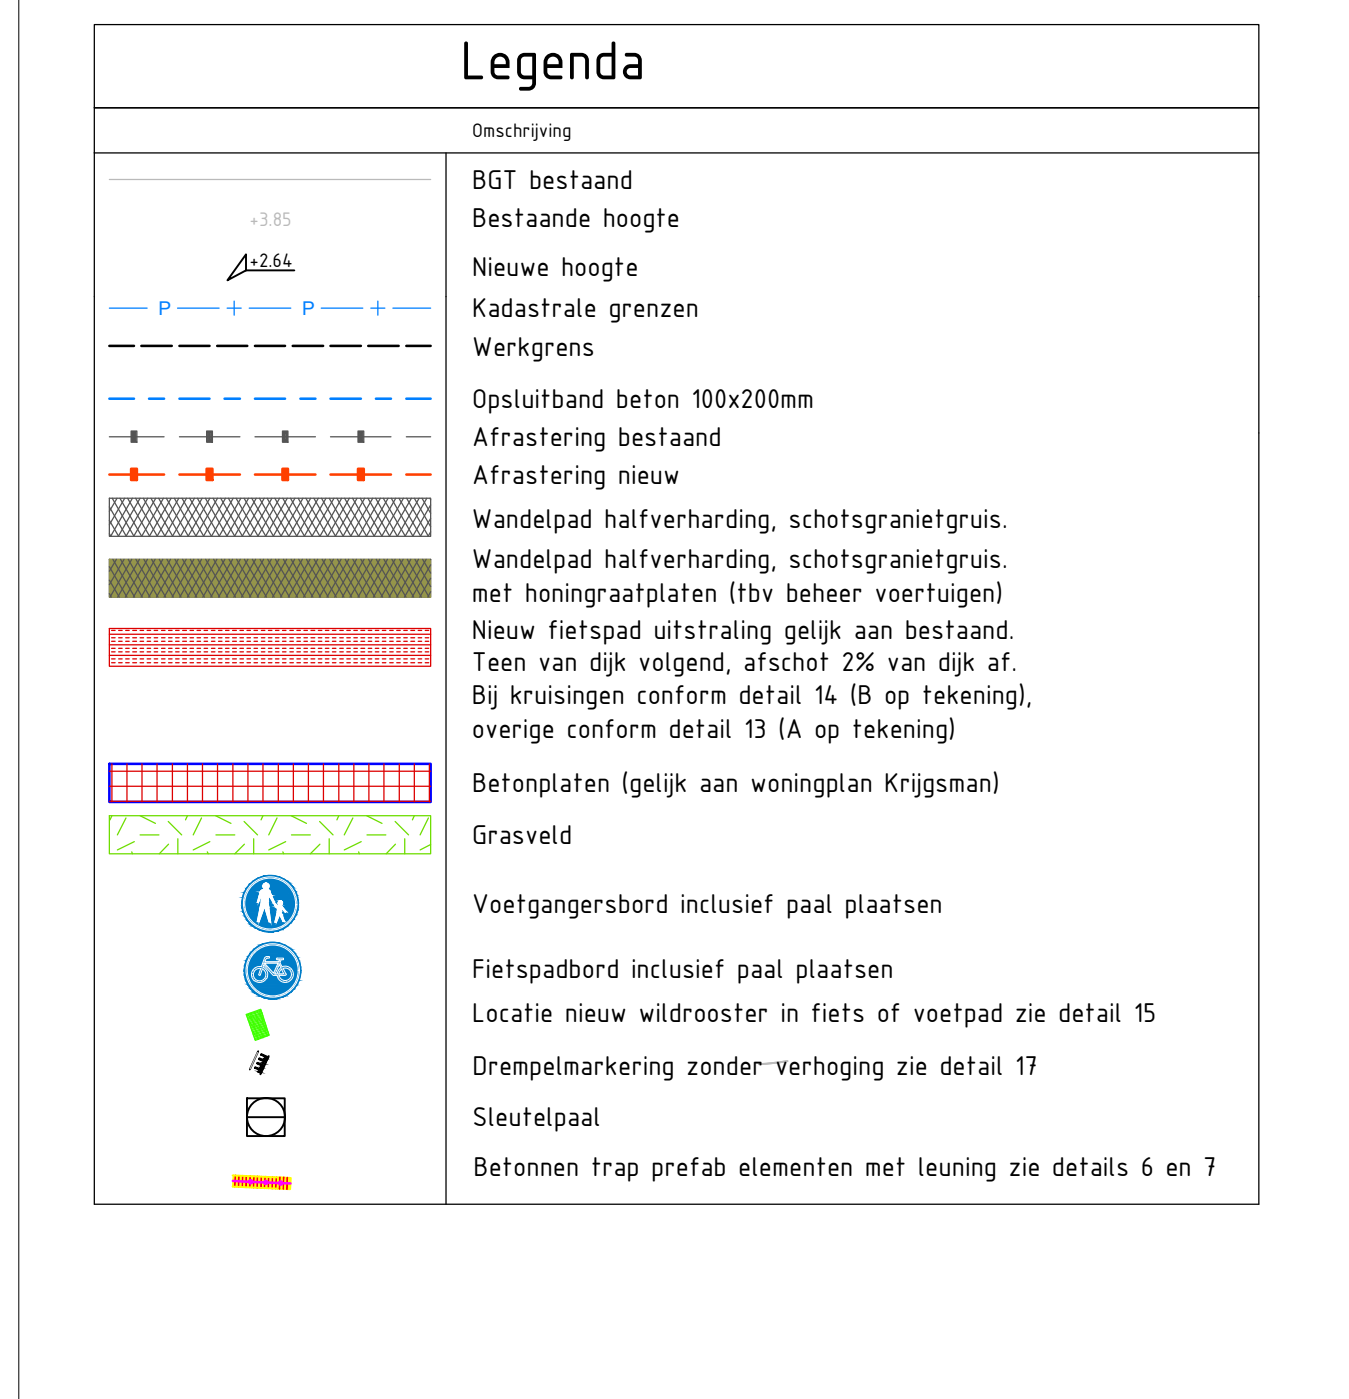 Legenda
Omschrijving
BGT bestaand
+3.85 Bestaande hoogte
+2.64 Nieuwe hoogte
P + P + Kadastrale grenzen
Werkgrens
Opsluitband beton 100x200mm
Afrastering bestaand
Afrastering nieuw
Wandelpad halfverharding, schotsgranietgruis.
Wandelpad halfverharding, schotsgranietgruis.
met honingraatplaten (tbv beheer voertuigen)
Nieuw fietspad uitstraling gelijk aan bestaand.
Teen van dijk volgend, afschot 2% van dijk af.
Bij kruisingen conform detail 14 (B op tekening),
overige conform detail 13 (A op tekening)
Betonplaten (gelijk aan woningplan Krijgsman)
Grasveld
Voetgangersbord inclusief paal plaatsen
Fietspadbord inclusief paal plaatsen
Locatie nieuw wildrooster in fiets of voetpad zie detail 15
Drempelmarkering zonder verhoging zie detail 17
Sleutelpaal
Betonnen trap prefab elementen met leuning zie details 6 en 7